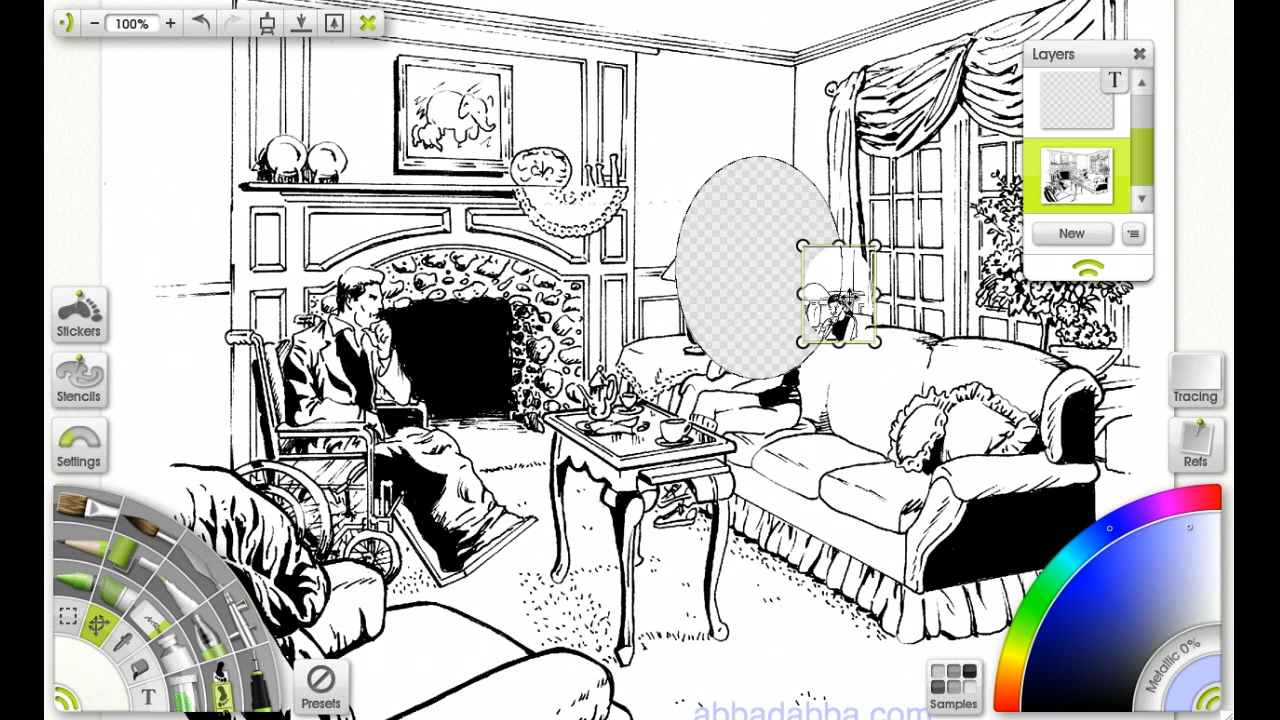 100%
Layers
T
New
Stickers
Stencils
Settings
Tracing
Refs
T
Presets
Samples
Metallic 0%
abbadabba.com